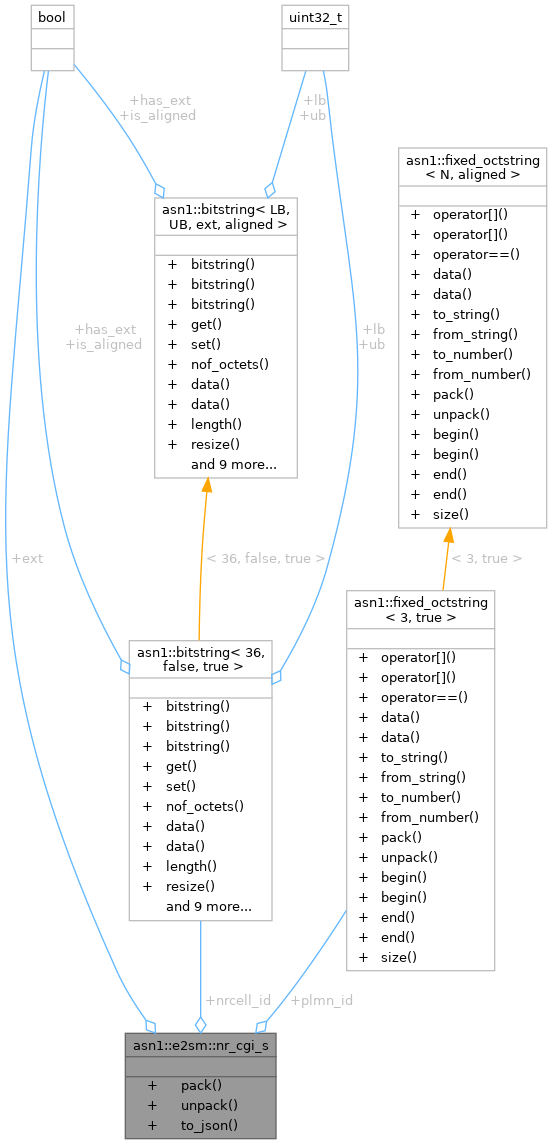 bool
uint32_t
+has_ext
+is_aligned
+lb
+ub
asn1::fixed_octstring
< N, aligned >
+ operator[]()
+ operator[]()
+ operator==()
+ data()
+ data()
+ to_string()
+ from_string()
+ to_number()
+ from_number()
+ pack()
+ unpack()
+ begin()
+ begin()
+ end()
+ end()
+ size()
asn1::bitstring< LB,
UB, ext, aligned >
+ bitstring()
+ bitstring()
+ bitstring()
+ get()
+ set()
+ nof_octets()
+ data()
+ data()
+ length()
+ resize()
and 9 more...
+has_ext
+is_aligned
+lb
+ub
+ext
< 36, false, true >
< 3, true >
asn1::fixed_octstring
< 3, true >
+ operator[]()
+ operator[]()
+ operator==()
+ data()
+ data()
+ to_string()
+ from_string()
+ to_number()
+ from_number()
+ pack()
+ unpack()
+ begin()
+ begin()
+ end()
+ end()
+ size()
asn1::bitstring< 36,
false, true >
+ bitstring()
+ bitstring()
+ bitstring()
+ get()
+ set()
+ nof_octets()
+ data()
+ data()
+ length()
+ resize()
and 9 more...
+nrcell_id
+plmn_id
asn1::e2sm::nr_cgi_s
+ pack()
+ unpack()
+ to_json()